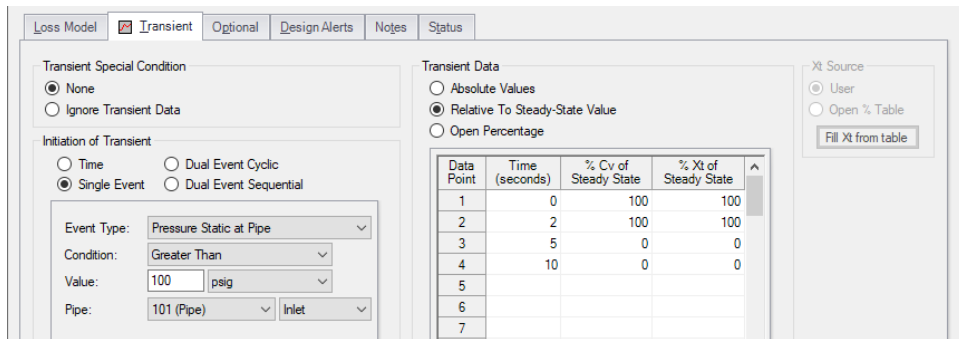 Loss Model Transient Optional Design Alerts Notes Status
Transient Special Condition
None
Ignore Transient Data
Initiation of Transient
Time Dual Event Cyclic
Single Event Dual Event Sequential
Event Type: Pressure Static at Pipe
Condition: Greater Than
Value: 100 psig
Pipe: 101 (Pipe) Inlet
Transient Data
Absolute Values
Relative To Steady-State Value
Open Percentage
Data Point Time (seconds) % Cv of Steady State % Xt of Steady State
1 0 100 100
2 2 100 100
3 5 0 0
4 10 0 0
5
6
7
Xt Source
User
Open % Table
Fill Xt from table